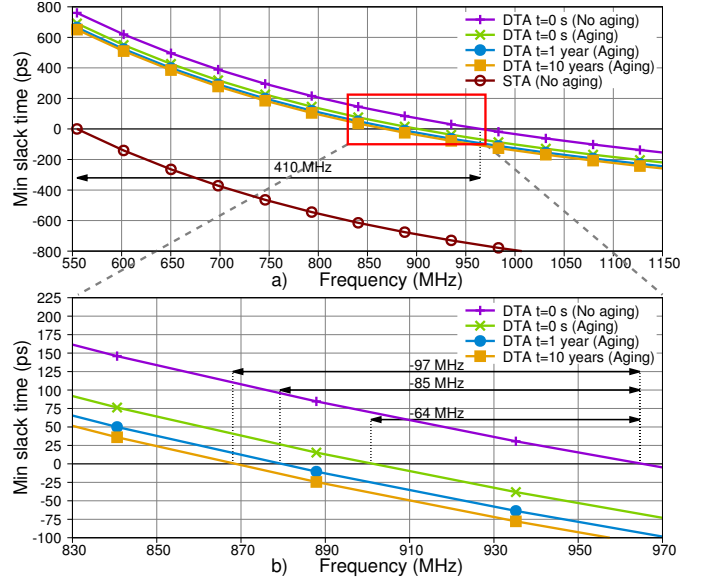 Min slack time (ps)
800
600
400
200
0
-200
-400
-600
-800
DTA t=0 s (No aging)
DTA t=0 s (Aging)
DTA t=1 year (Aging)
DTA t=10 years (Aging)
STA (No aging)
410 MHz
550 600 650 700 750 800 850 900 950 1000 1050 1100 1150
a) Frequency (MHz)
Min slack time (ps)
225
200
175
150
125
100
75
50
25
0
-25
-50
-75
-100
DTA t=0 s (No aging)
DTA t=0 s (Aging)
DTA t=1 year (Aging)
DTA t=10 years (Aging)
-97 MHz
-85 MHz
-64 MHz
830 850 870 890 910 930 950 970
b) Frequency (MHz)